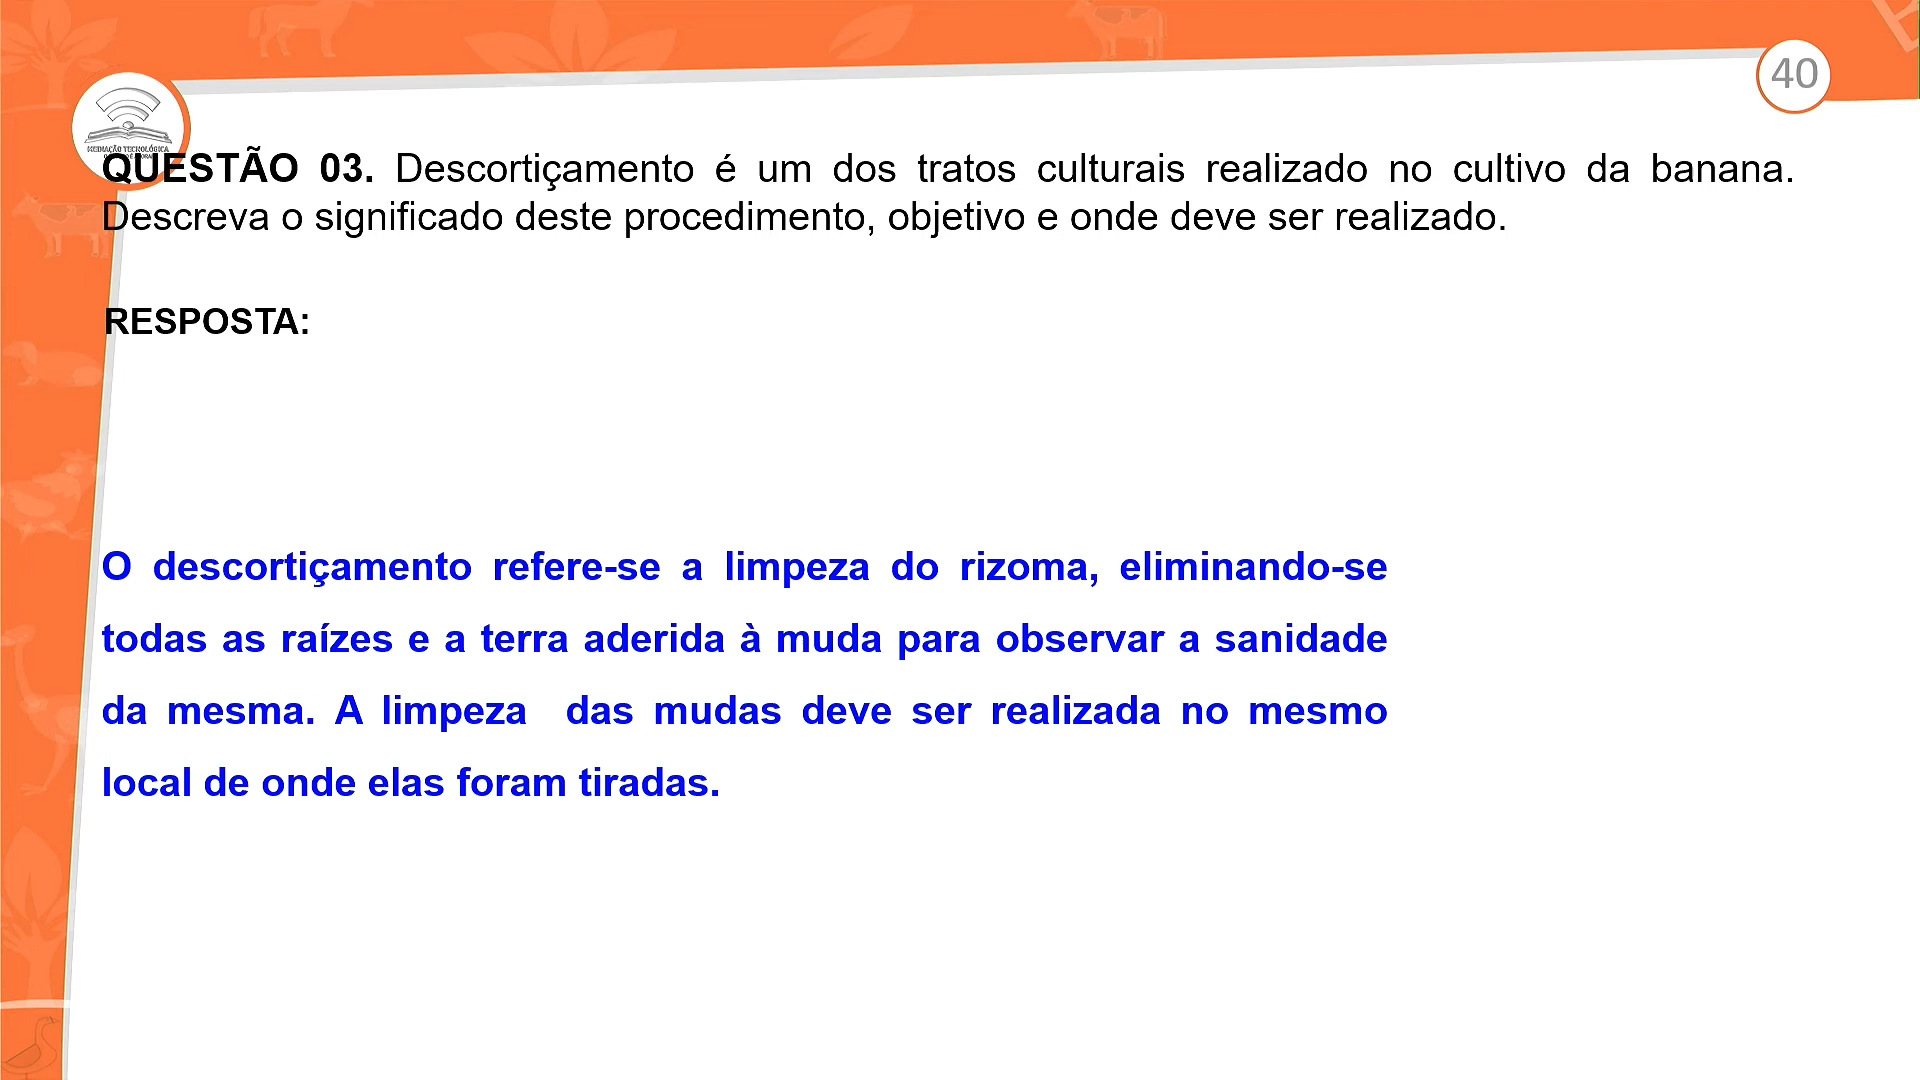 40
MEDIAÇÃO TECNOLÓGICA
QUESTÃO 03. Descortiçamento é um dos tratos culturais realizado no cultivo da banana.
Descreva o significado deste procedimento, objetivo e onde deve ser realizado.
RESPOSTA:
O descortiçamento refere-se a limpeza do rizoma, eliminando-se
todas as raízes e a terra aderida à muda para observar a sanidade
da mesma. A limpeza das mudas deve ser realizada no mesmo
local de onde elas foram tiradas.